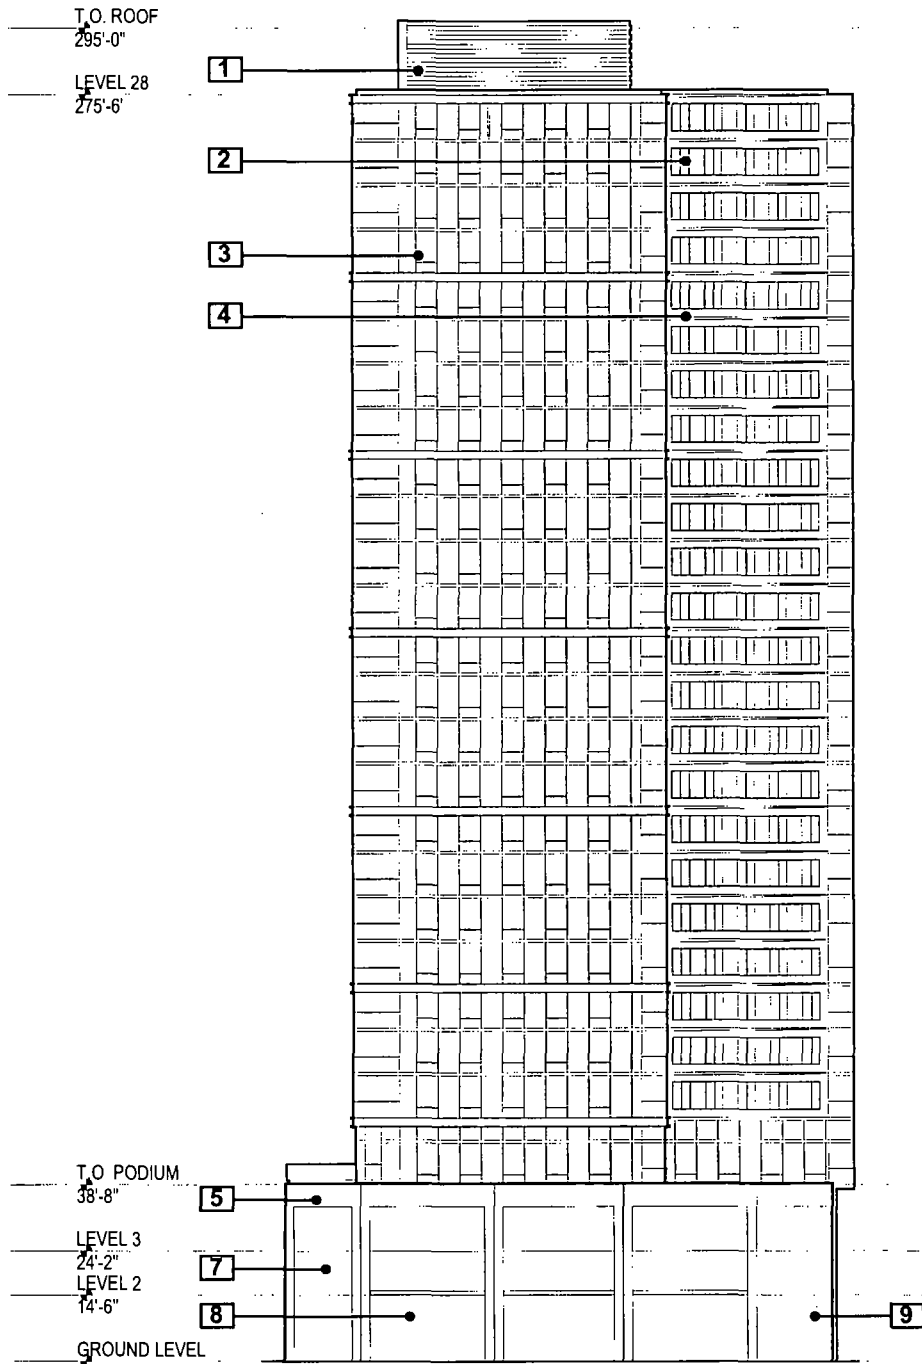 T.O. ROOF
295'-0"
1
LEVEL 28
275'-6'
2
3
4
T.O PODIUM
38'-8"
5
LEVEL 3
24'-2"
7
LEVEL 2
14'-6"
8
9
GROUND LEVEL